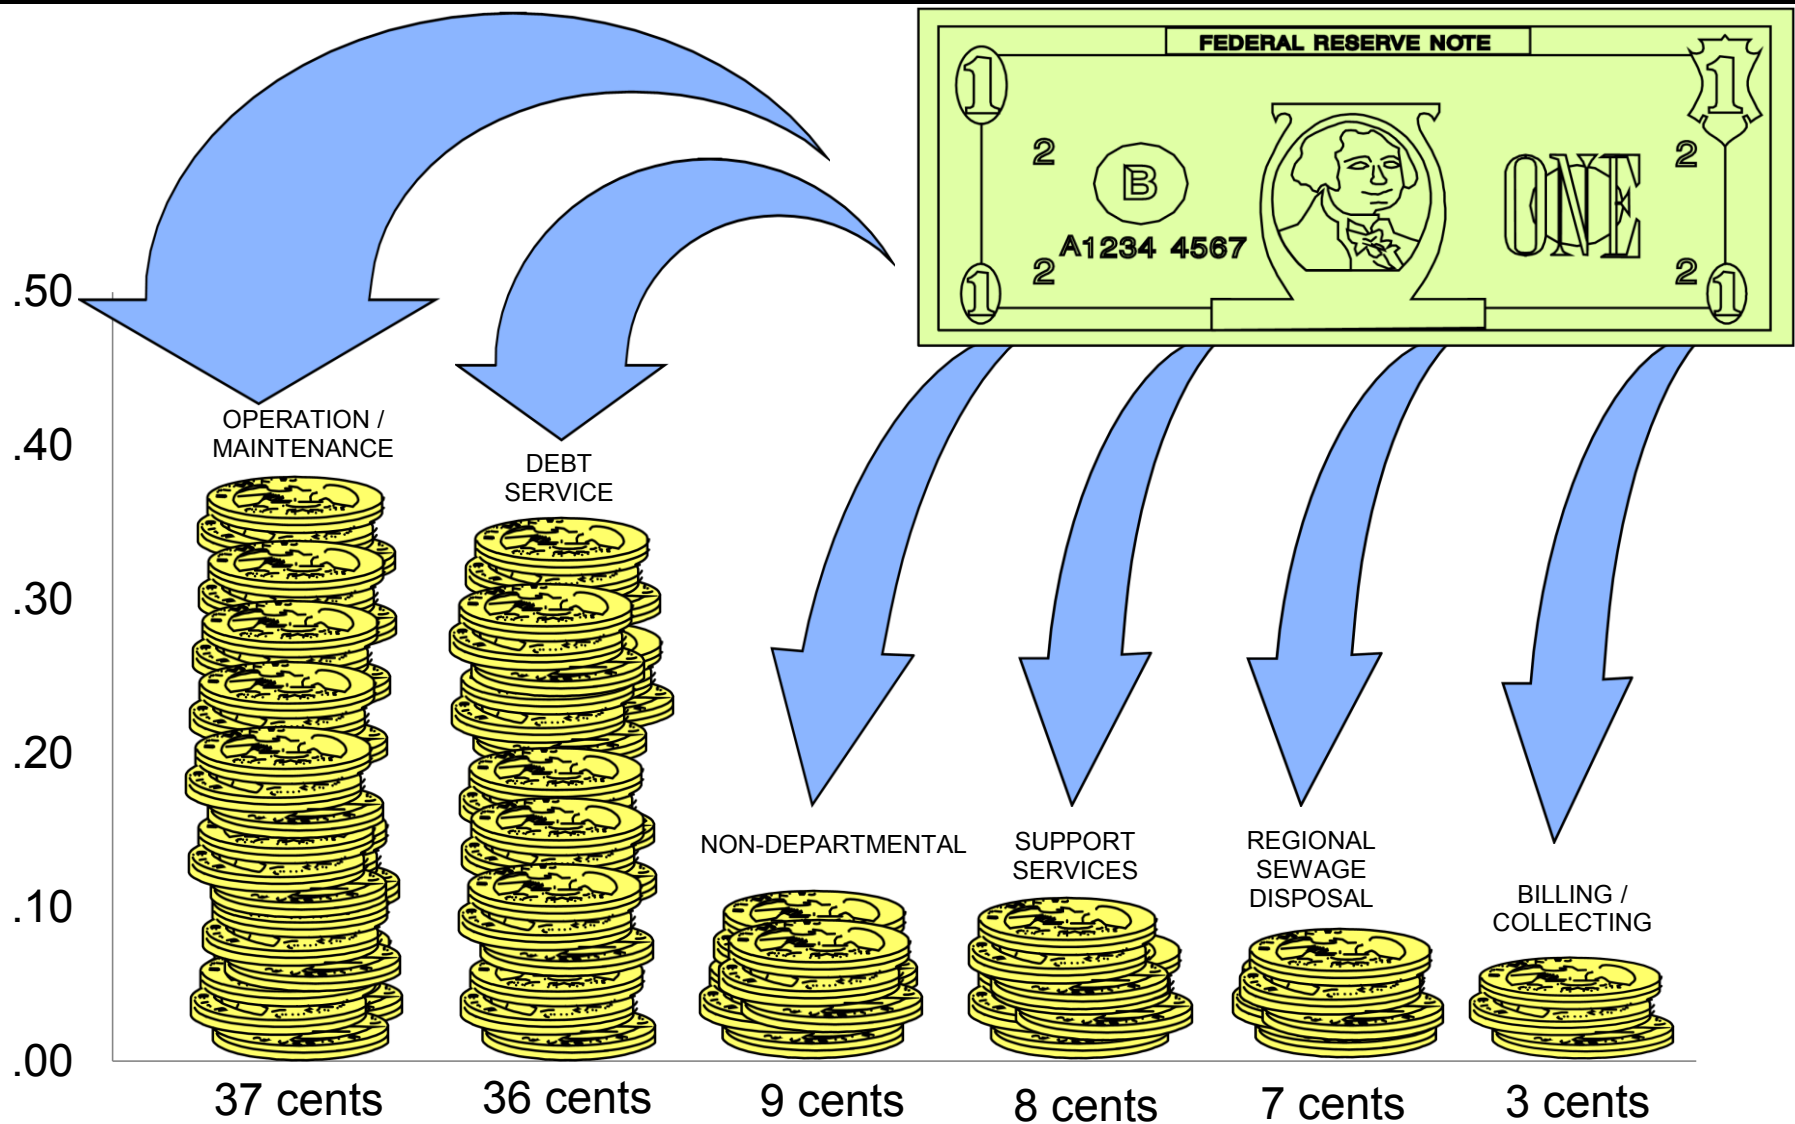 FEDERAL RESERVE NOTE
1
1
2
B
2
ONE
A1234 4567
2
2
1
1
.50
.40
.30
.20
.10
.00
OPERATION /
MAINTENANCE
DEBT
SERVICE
NON-DEPARTMENTAL
SUPPORT
SERVICES
REGIONAL
SEWAGE
DISPOSAL
BILLING /
COLLECTING
37 cents
36 cents
9 cents
8 cents
7 cents
3 cents